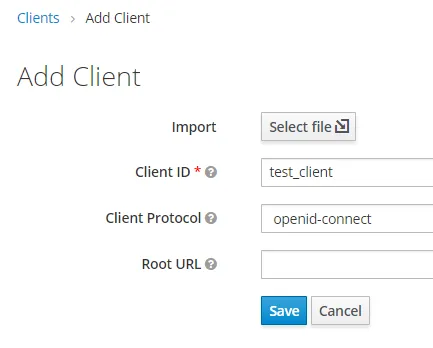 Clients > Add Client
Add Client
Import Select file
Client ID * test_client
Client Protocol openid-connect
Root URL
Save Cancel